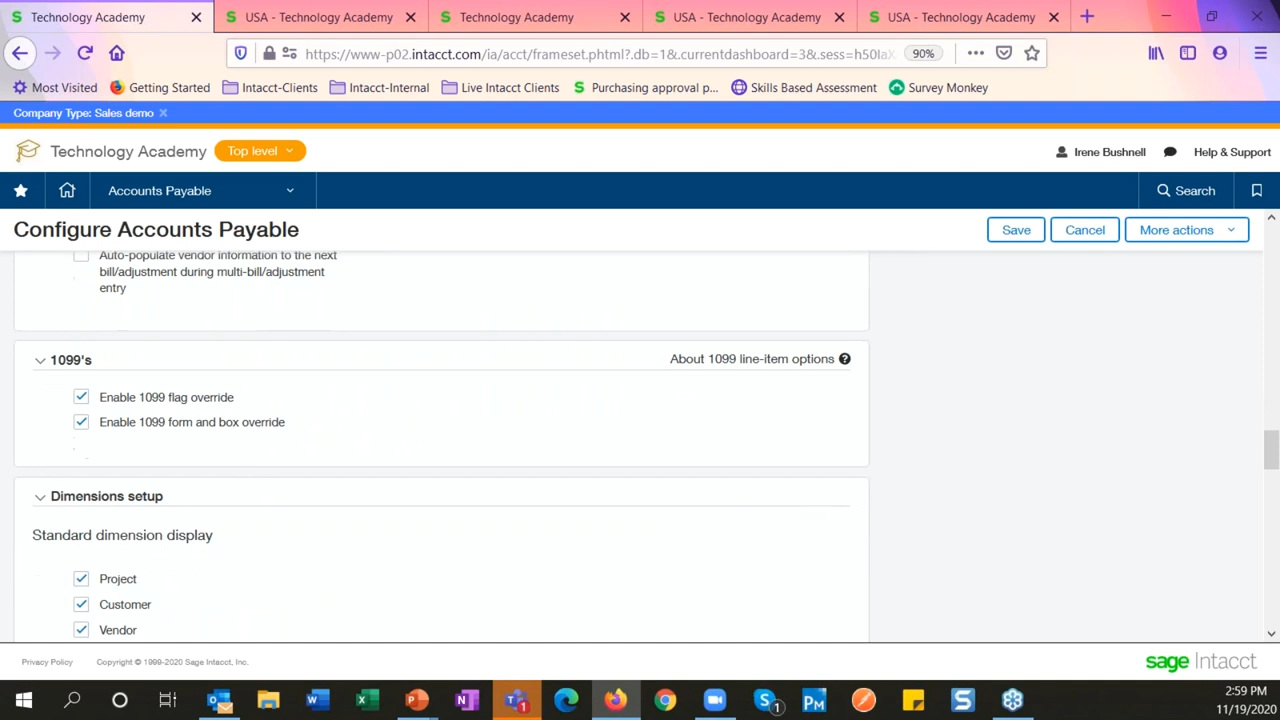 Technology Academy
USA - Technology Academy
Technology Academy
USA - Technology Academy
USA - Technology Academy
https://www-p02.intacct.com/ia/acct/frameset.phtml?.db=1&.currentdashboard=3&.sess=h50IaX
90%
Most Visited
Getting Started
Intacct-Clients
Intacct-Internal
Live Intacct Clients
Purchasing approval p...
Skills Based Assessment
Survey Monkey
Company Type: Sales demo
Technology Academy
Top level
Irene Bushnell
Help & Support
Accounts Payable
Search
Configure Accounts Payable
Save
Cancel
More actions
Auto-populate vendor information to the next
bill/adjustment during multi-bill/adjustment
entry
1099's
About 1099 line-item options
Enable 1099 flag override
Enable 1099 form and box override
Dimensions setup
Standard dimension display
Project
Customer
Vendor
Privacy Policy
Copyright © 1999-2020 Sage Intacct, Inc.
sage Intacct
2:59 PM
11/19/2020